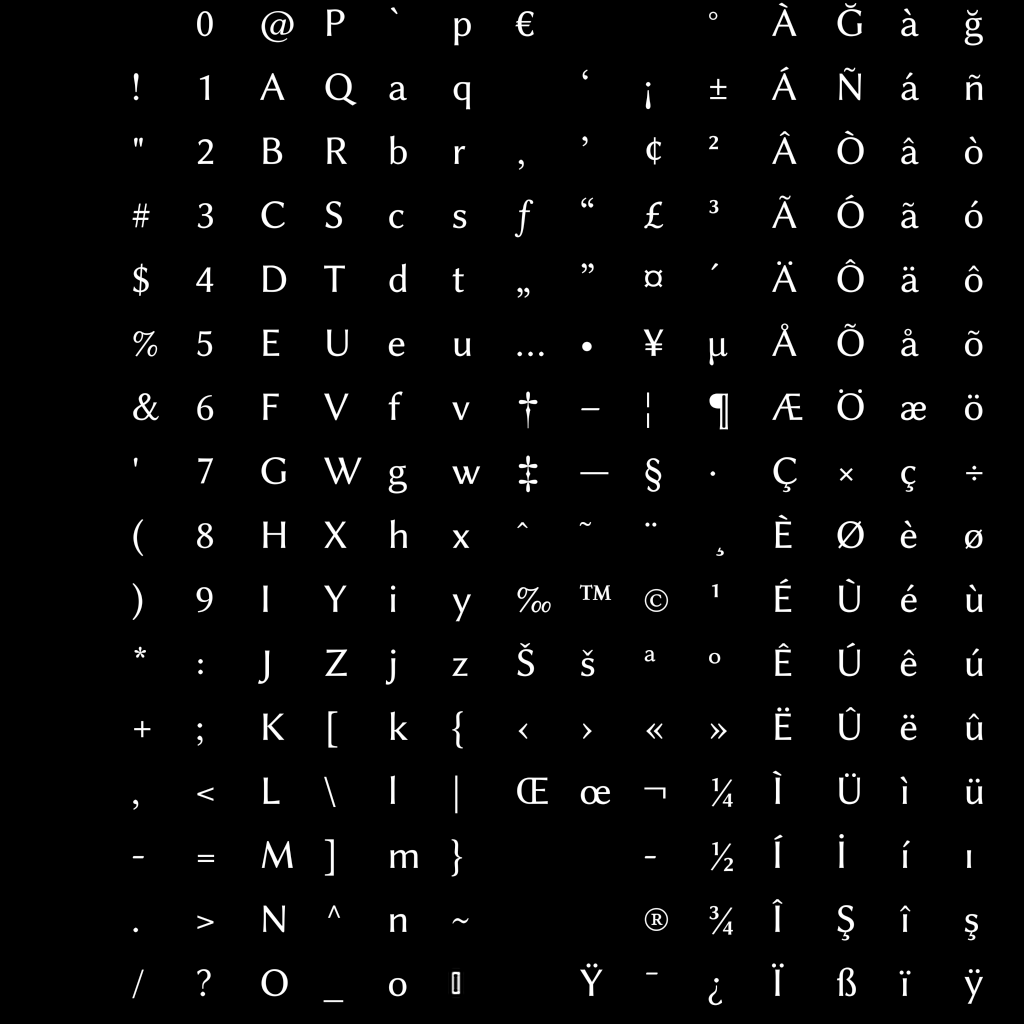 0 @ P ` p € ° À Ğ à ğ
! 1 A Q a q ‘ ¡ ± Á Ñ á ñ
" 2 B R b r ‚ ’ ¢ ² Â Ò â ò
# 3 C S c s ƒ “ £ ³ Ã Ó ã ó
$ 4 D T d t „ ” ¤ ´ Ä Ô ä ô
% 5 E U e u … • ¥ µ Å Õ å õ
& 6 F V f v † – ¦ ¶ Æ Ö æ ö
' 7 G W g w ‡ — § · Ç × ç ÷
( 8 H X h x ˆ ˜ ¨ ¸ È Ø è ø
) 9 I Y i y ‰ ™ © ¹ É Ù é ù
* : J Z j z Š š ª º Ê Ú ê ú
+ ; K [ k { ‹ › « » Ë Û ë û
, < L \ l | Œ œ ¬ ¼ Ì Ü ì ü
- = M ] m } - ½ Í İ í ı
. > N ^ n ~ ® ¾ Î Ş î ş
/ ? O _ o Ÿ ¯ ¿ Ï ß ï ÿ